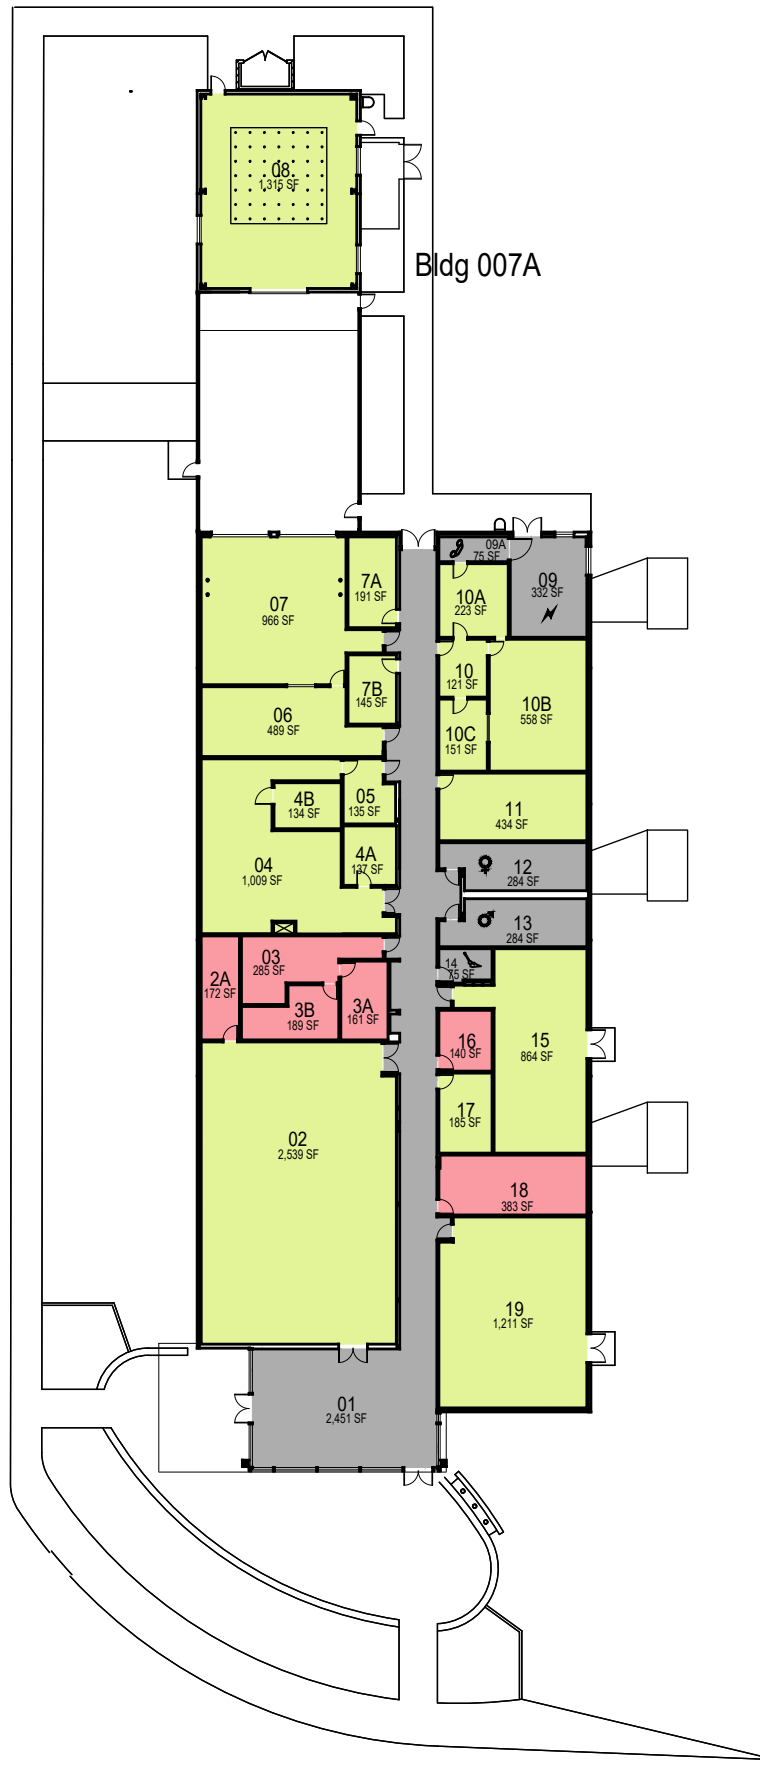 08
1,315 SF
Bldg 007A
09A
75 SF
7A
191 SF
07
966 SF
09
332 SF
10A
223 SF
10
121 SF
7B
145 SF
10B
558 SF
06
489 SF
10C
151 SF
4B
134 SF
05
135 SF
11
434 SF
4A
137 SF
04
1,009 SF
12
284 SF
13
284 SF
03
285 SF
14
75 SF
2A
172 SF
3A
161 SF
3B
189 SF
16
140 SF
15
864 SF
17
185 SF
02
2,539 SF
18
383 SF
19
1,211 SF
01
2,451 SF